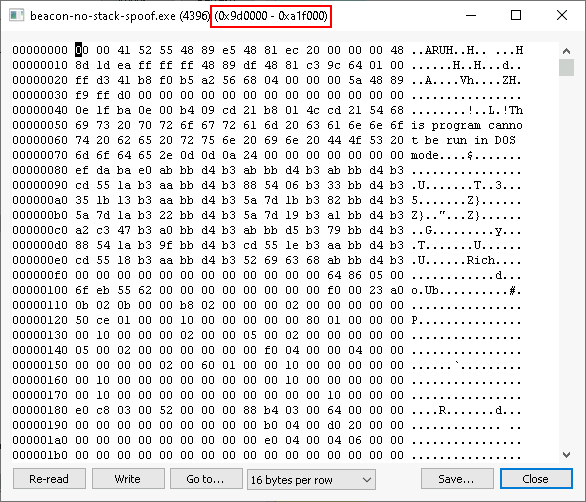 beacon-no-stack-spoof.exe (4396) (0x9d0000 - 0xa1f000)
00000000 00 00 41 52 55 48 89 e5 48 81 ec 20 00 00 00 48 ..ARUH..H.. ...H
00000010 8d 1d ea ff ff ff 48 89 df 48 81 c3 9c 64 01 00 ......H..H...d..
00000020 ff d3 41 b8 f0 b5 a2 56 68 04 00 00 00 5a 48 89 ..A....Vh....ZH.
00000030 f9 ff d0 00 00 00 00 00 00 00 00 00 00 00 00 00 ................
00000040 0e 1f ba 0e 00 b4 09 cd 21 b8 01 4c cd 21 54 68 ........!..L.!Th
00000050 69 73 20 70 72 6f 67 72 61 6d 20 63 61 6e 6e 6f is program canno
00000060 74 20 62 65 20 72 75 6e 20 69 6e 20 44 4f 53 20 t be run in DOS
00000070 6d 6f 64 65 2e 0d 0d 0a 24 00 00 00 00 00 00 00 mode....$.......
00000080 ef da ba e0 ab bb d4 b3 ab bb d4 b3 ab bb d4 b3 ................
00000090 cd 55 1a b3 aa bb d4 b3 88 54 06 b3 33 bb d4 b3 .U.......T..3...
000000a0 35 1b 13 b3 aa bb d4 b3 5a 7d 1b b3 82 bb d4 b3 5.......Z}......
000000b0 5a 7d 1a b3 22 bb d4 b3 5a 7d 19 b3 a1 bb d4 b3 Z}.."...Z}......
000000c0 a2 c3 47 b3 a0 bb d4 b3 ab bb d5 b3 79 bb d4 b3 ..G.........y...
000000d0 88 54 1a b3 9f bb d4 b3 cd 55 1e b3 aa bb d4 b3 .T.......U......
000000e0 cd 55 18 b3 aa bb d4 b3 52 69 63 68 ab bb d4 b3 .U......Rich....
000000f0 00 00 00 00 00 00 00 00 00 00 00 00 64 86 05 00 ............d...
00000100 6f eb 55 62 00 00 00 00 00 00 00 00 f0 00 23 a0 o.Ub..........#.
00000110 0b 02 0b 00 00 b8 02 00 00 00 02 00 00 00 00 00 ................
00000120 50 ce 01 00 00 10 00 00 00 00 00 80 01 00 00 00 P...............
00000130 00 10 00 00 00 02 00 00 05 00 02 00 00 00 00 00 ................
00000140 05 00 02 00 00 00 00 00 00 f0 04 00 00 04 00 00 ................
00000150 00 00 00 00 02 00 60 01 00 00 10 00 00 00 00 00 ......`.........
00000160 00 10 00 00 00 00 00 00 00 00 10 00 00 00 00 00 ................
00000170 00 10 00 00 00 00 00 00 00 00 00 00 10 00 00 00 ................
00000180 e0 c8 03 00 52 00 00 00 88 b4 03 00 64 00 00 00 ....R.......d...
00000190 00 00 00 00 00 00 00 00 00 b0 04 00 d0 20 00 00 ............. ..
000001a0 00 00 00 00 00 00 00 00 00 e0 04 00 04 06 00 00 ................
000001b0 00 00 00 00 00 00 00 00 00 00 00 00 00 00 00 00 ................
Re-read Write Go to... 16 bytes per row Save... Close